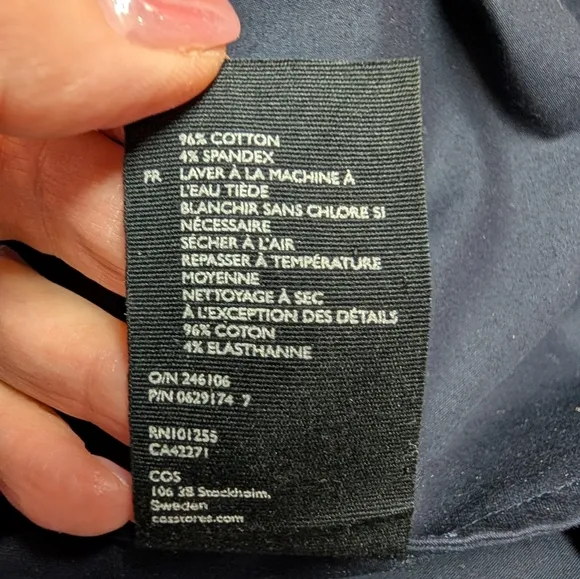 96% COTTON
4% SPANDEX
FR LAVER À LA MACHINE À
L'EAU TIÈDE
BLANCHIR SANS CHLORE SI
NÉCESSAIRE
SÉCHER À L'AIR
REPASSER À TEMPÉRATURE
MOYENNE
NETTOYAGE À SEC
À L'EXCEPTION DES DÉTAILS
96% COTON
4% ELASTHANNE
O/N 246106
P/N 0629174 7
RN101255
CA42271
COS
106 38 Stockholm,
Sweden
cosstores.com